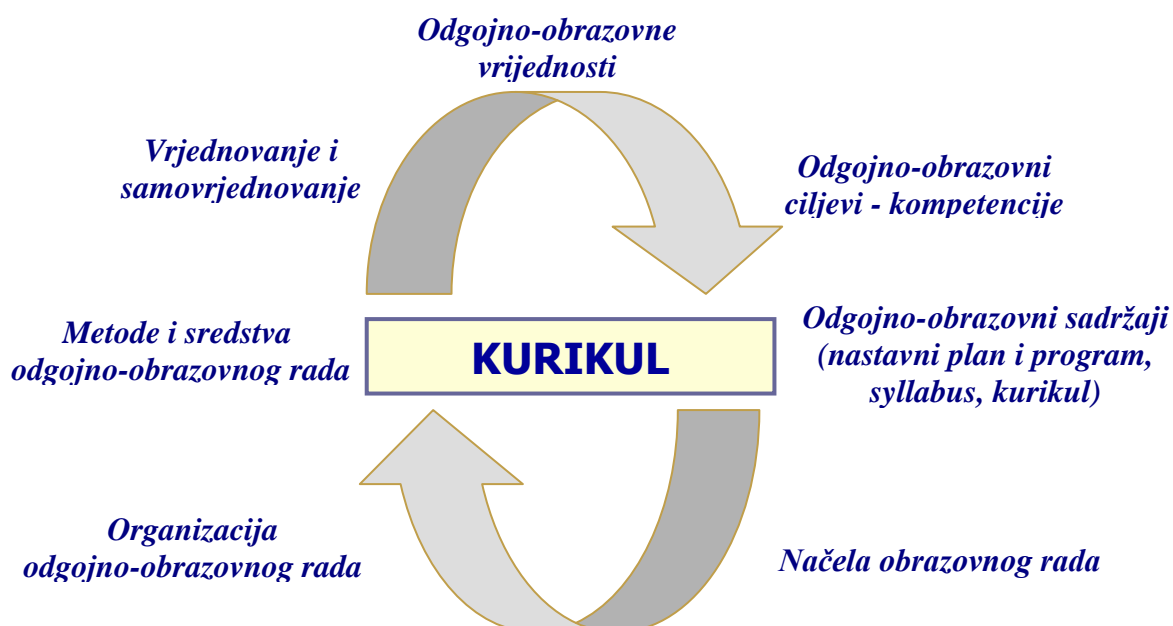 Odgojno-obrazovne
vrijednosti
Vrjednovanje i
samovrjednovanje
Odgojno-obrazovni
ciljevi - kompetencije
Metode i sredstva
odgojno-obrazovnog rada
KURIKUL
Odgojno-obrazovni sadržaji
(nastavni plan i program,
syllabus, kurikul)
Organizacija
odgojno-obrazovnog rada
Načela obrazovnog rada